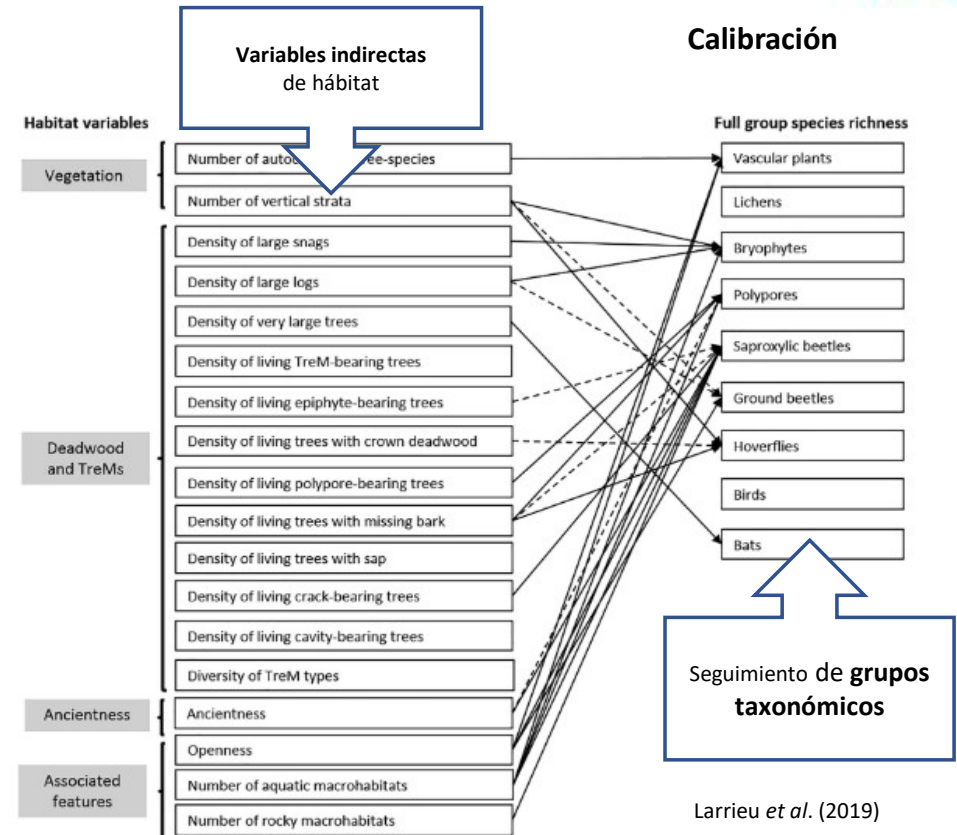 Calibración
Variables indirectas
de hábitat
Habitat variables
Full group species richness
Vegetation
Number of ee-species
Number of vertical strata
Deadwood
and TreMs
Density of large snags
Density of large logs
Density of very large trees
Density of living TreM-bearing trees
Density of living epiphyte-bearing trees
Density of living trees with crown deadwood
Density of living polypore-bearing trees
Density of living trees with missing bark
Density of living trees with sap
Density of living crack-bearing trees
Density of living cavity-bearing trees
Diversity of TreM types
Ancientness
Ancientness
Associated
features
Openness
Number of aquatic macrohabitats
Number of rocky macrohabitats
Vascular plants
Lichens
Bryophytes
Polypores
Saproxylic beetles
Ground beetles
Hoverflies
Birds
Bats
Seguimiento de grupos
taxonómicos
Larrieu et al. (2019)